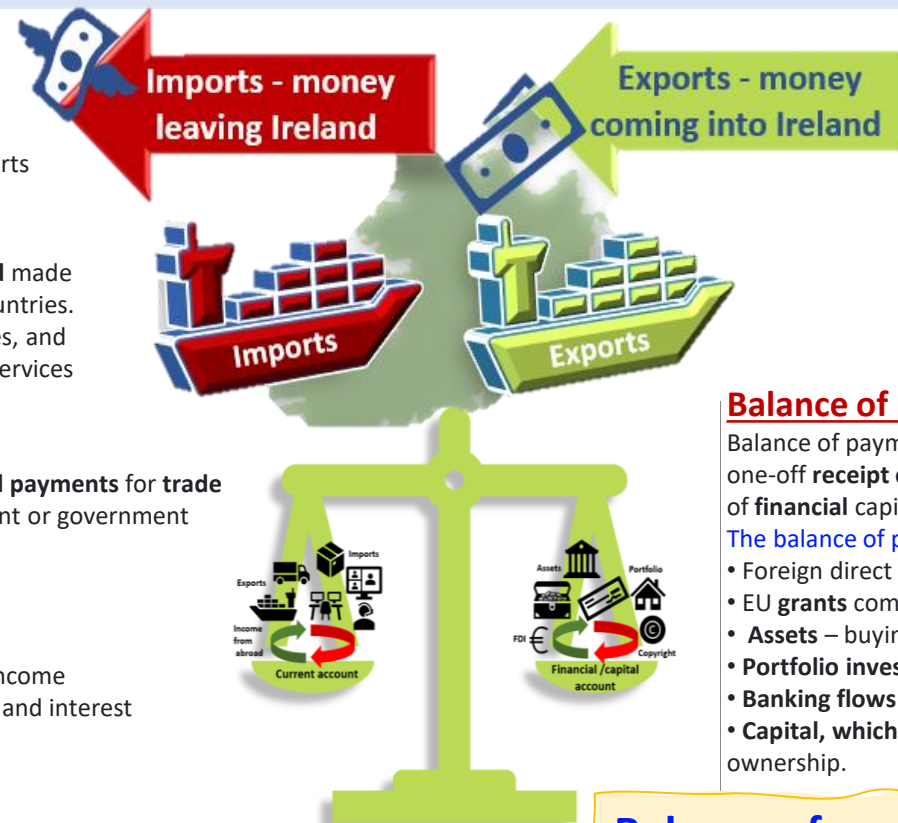 Imports - money
leaving Ireland
Exports - money
coming into Ireland
made
untries.
es, and
ervices
payments for trade
ent or government
ncome
and interest
Imports
Exports
Exports
Imports
Income
from
abroad
Current account
Assets
Portfolio
FDI
€
©
Copyright
Financial /capital
account
Balance of
Balance of paym
one-off receipt
of financial capi
The balance of p
• Foreign direct
• EU grants com
• Assets – buyin
• Portfolio inves
• Banking flows
• Capital, which
ownership.